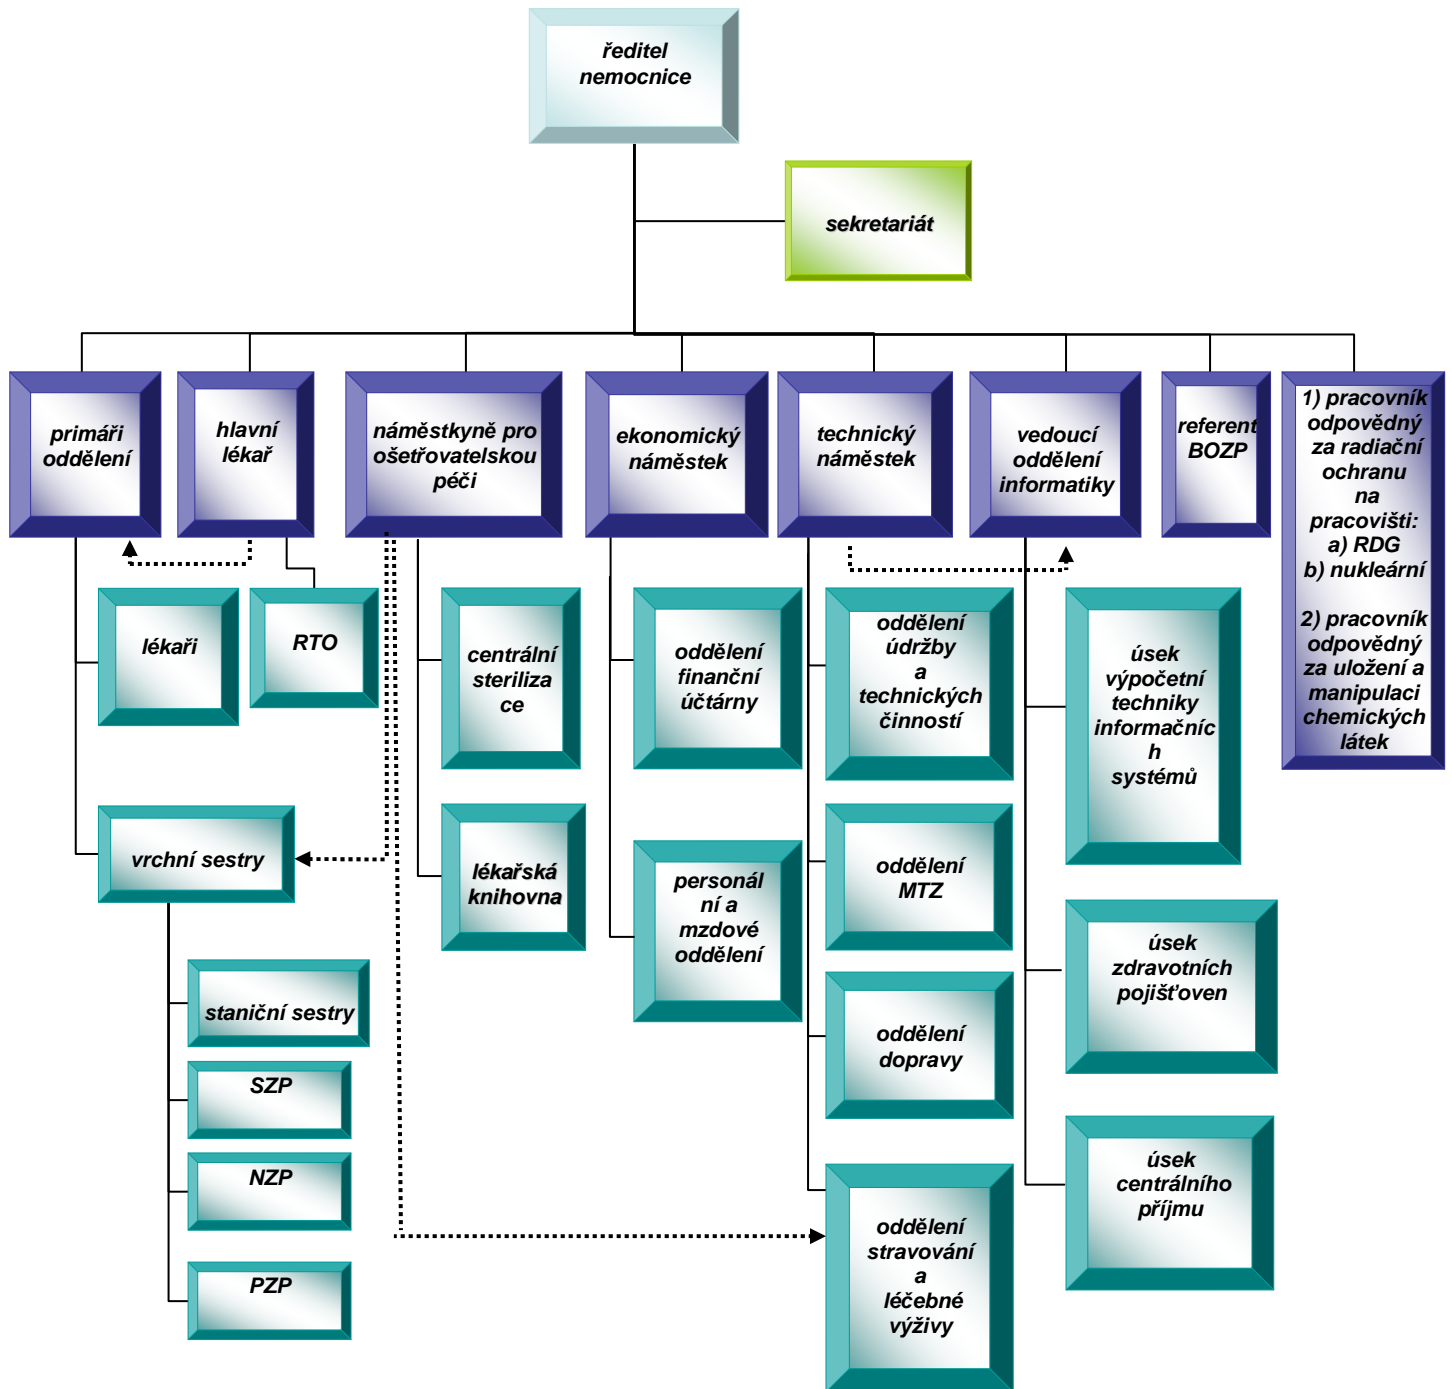 ředitel
nemocnice
sekretariát
primáři
oddělení
hlavní
lékař
náměstkyně pro
ošetřovatelskou
péči
ekonomický
náměstek
technický
náměstek
vedoucí
oddělení
informatiky
referent
BOZP
1) pracovník
odpovědný
za radiační
ochranu
na
pracovišti:
a) RDG
b) nukleární
2) pracovník
odpovědný
za uložení a
manipulaci
chemických
látek
lékaři
RTO
centrální
steriliza
ce
oddělení
finanční
účtárny
oddělení
údržby
a
technických
činností
úsek
výpočetní
techniky
informačníc
h
systémů
vrchní sestry
lékařská
knihovna
personál
ní a
mzdové
oddělení
oddělení
MTZ
úsek
zdravotních
pojišťoven
staniční sestry
SZP
NZP
PZP
oddělení
dopravy
úsek
centrálního
příjmu
oddělení
stravování
a
léčebné
výživy